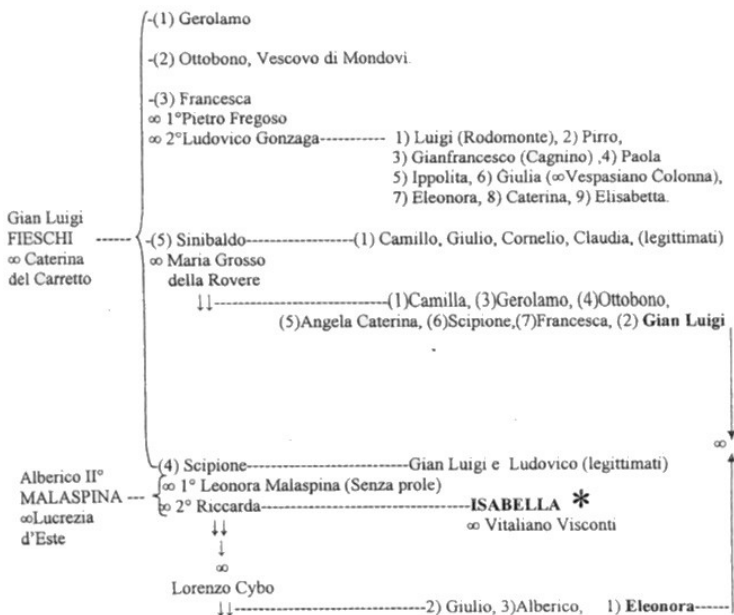 -(1) Gerolamo
-(2) Ottobono, Vescovo di Mondovi
-(3) Francesca
∞ 1°Pietro Fregoso
∞ 2°Ludovico Gonzaga----------- 1) Luigi (Rodomonte), 2) Pirro,
3) Gianfrancesco (Cagnino) ,4) Paola
5) Ippolita, 6) Giulia (∞Vespasiano Colonna),
7) Eleonora, 8) Caterina, 9) Elisabetta.
Gian Luigi
FIESCHI ------
∞ Caterina
del Carretto
-(5) Sinibaldo----------------(1) Camillo, Giulio, Cornelio, Claudia, (legittimati)
∞ Maria Grosso
della Rovere
↓↓ -------------------------(1)Camilla, (3)Gerolamo, (4)Ottobono,
(5)Angela Caterina, (6)Scipione,(7)Francesca, (2) Gian Luigi
∞
-(4) Scipione------------------------Gian Luigi e Ludovico (legittimati)
Alberico II°
MALASPINA ---
∞Lucrezia
d'Este
∞ 1° Leonora Malaspina (Senza prole)
∞ 2° Riccarda--------------------------------ISABELLA *
∞ Vitaliano Visconti
↓↓
↓
∞
Lorenzo Cybo
↓↓--------------------------2) Giulio, 3)Alberico, 1) Eleonora-----